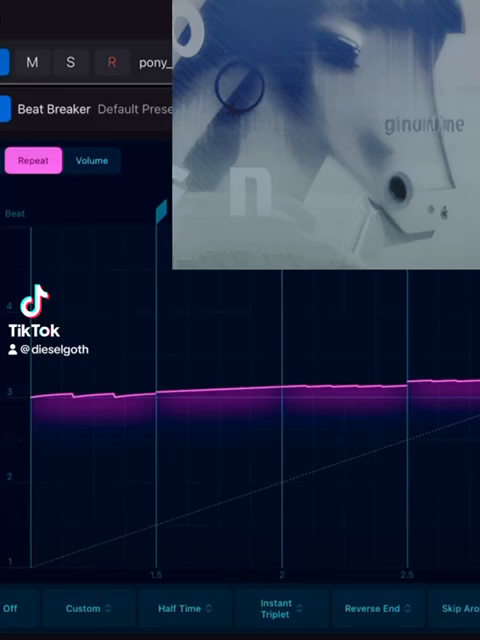 M S R pony_
Beat Breaker Default Prese
Repeat Volume
ginauwine
n
Beat
4
TikTok
@dieselgoth
3
2
1
1.5 2 2.5
Off Custom Half Time Instant Triplet Reverse End Skip Aro